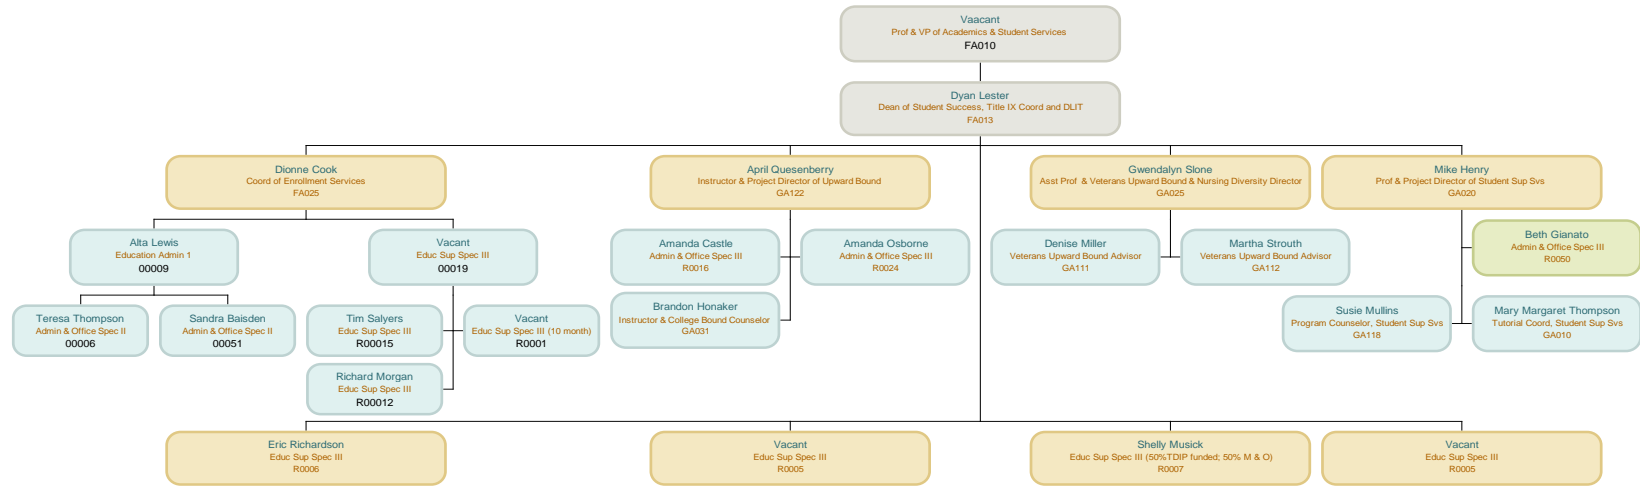 Vaacant
Prof & VP of Academics & Student Services
FA010
Dyan Lester
Dean of Student Success, Title IX Coord and DLIT
FA013
Dionne Cook
Coord of Enrollment Services
FA025
April Quesenberry
Instructor & Project Director of Upward Bound
GA122
Gwendalyn Slone
Asst Prof & Veterans Upward Bound & Nursing Diversity Director
GA025
Mike Henry
Prof & Project Director of Student Sup Svs
GA020
Alta Lewis
Education Admin 1
00009
Vacant
Educ Sup Spec III
00019
Amanda Castle
Admin & Office Spec III
R0016
Amanda Osborne
Admin & Office Spec III
R0024
Denise Miller
Veterans Upward Bound Advisor
GA111
Martha Strouth
Veterans Upward Bound Advisor
GA112
Beth Gianato
Admin & Office Spec III
R0050
Teresa Thompson
Admin & Office Spec II
00006
Sandra Baisden
Admin & Office Spec II
00051
Tim Salyers
Educ Sup Spec III
R00015
Vacant
Educ Sup Spec III (10 month)
R0001
Brandon Honaker
Instructor & College Bound Counselor
GA031
Susie Mullins
Program Counselor, Student Sup Svs
GA118
Mary Margaret Thompson
Tutorial Coord, Student Sup Svs
GA010
Richard Morgan
Educ Sup Spec III
R00012
Eric Richardson
Educ Sup Spec III
R0006
Vacant
Educ Sup Spec III
R0005
Shelly Musick
Educ Sup Spec III (50%TDIP funded; 50% M & O)
R0007
Vacant
Educ Sup Spec III
R0005